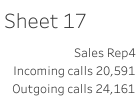 Sheet 17
Sales Rep4
Incoming calls 20,591
Outgoing calls 24,161